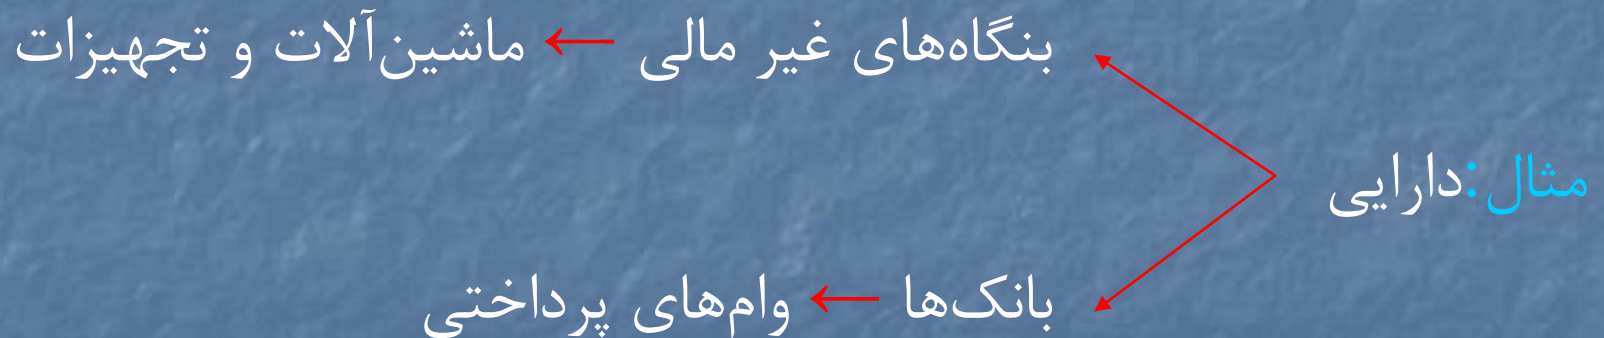 بنگاه‌های غیر مالی ← ماشین‌آلات و تجهیزات
مثال:دارایی
بانک‌ها ← وام‌های پرداختی